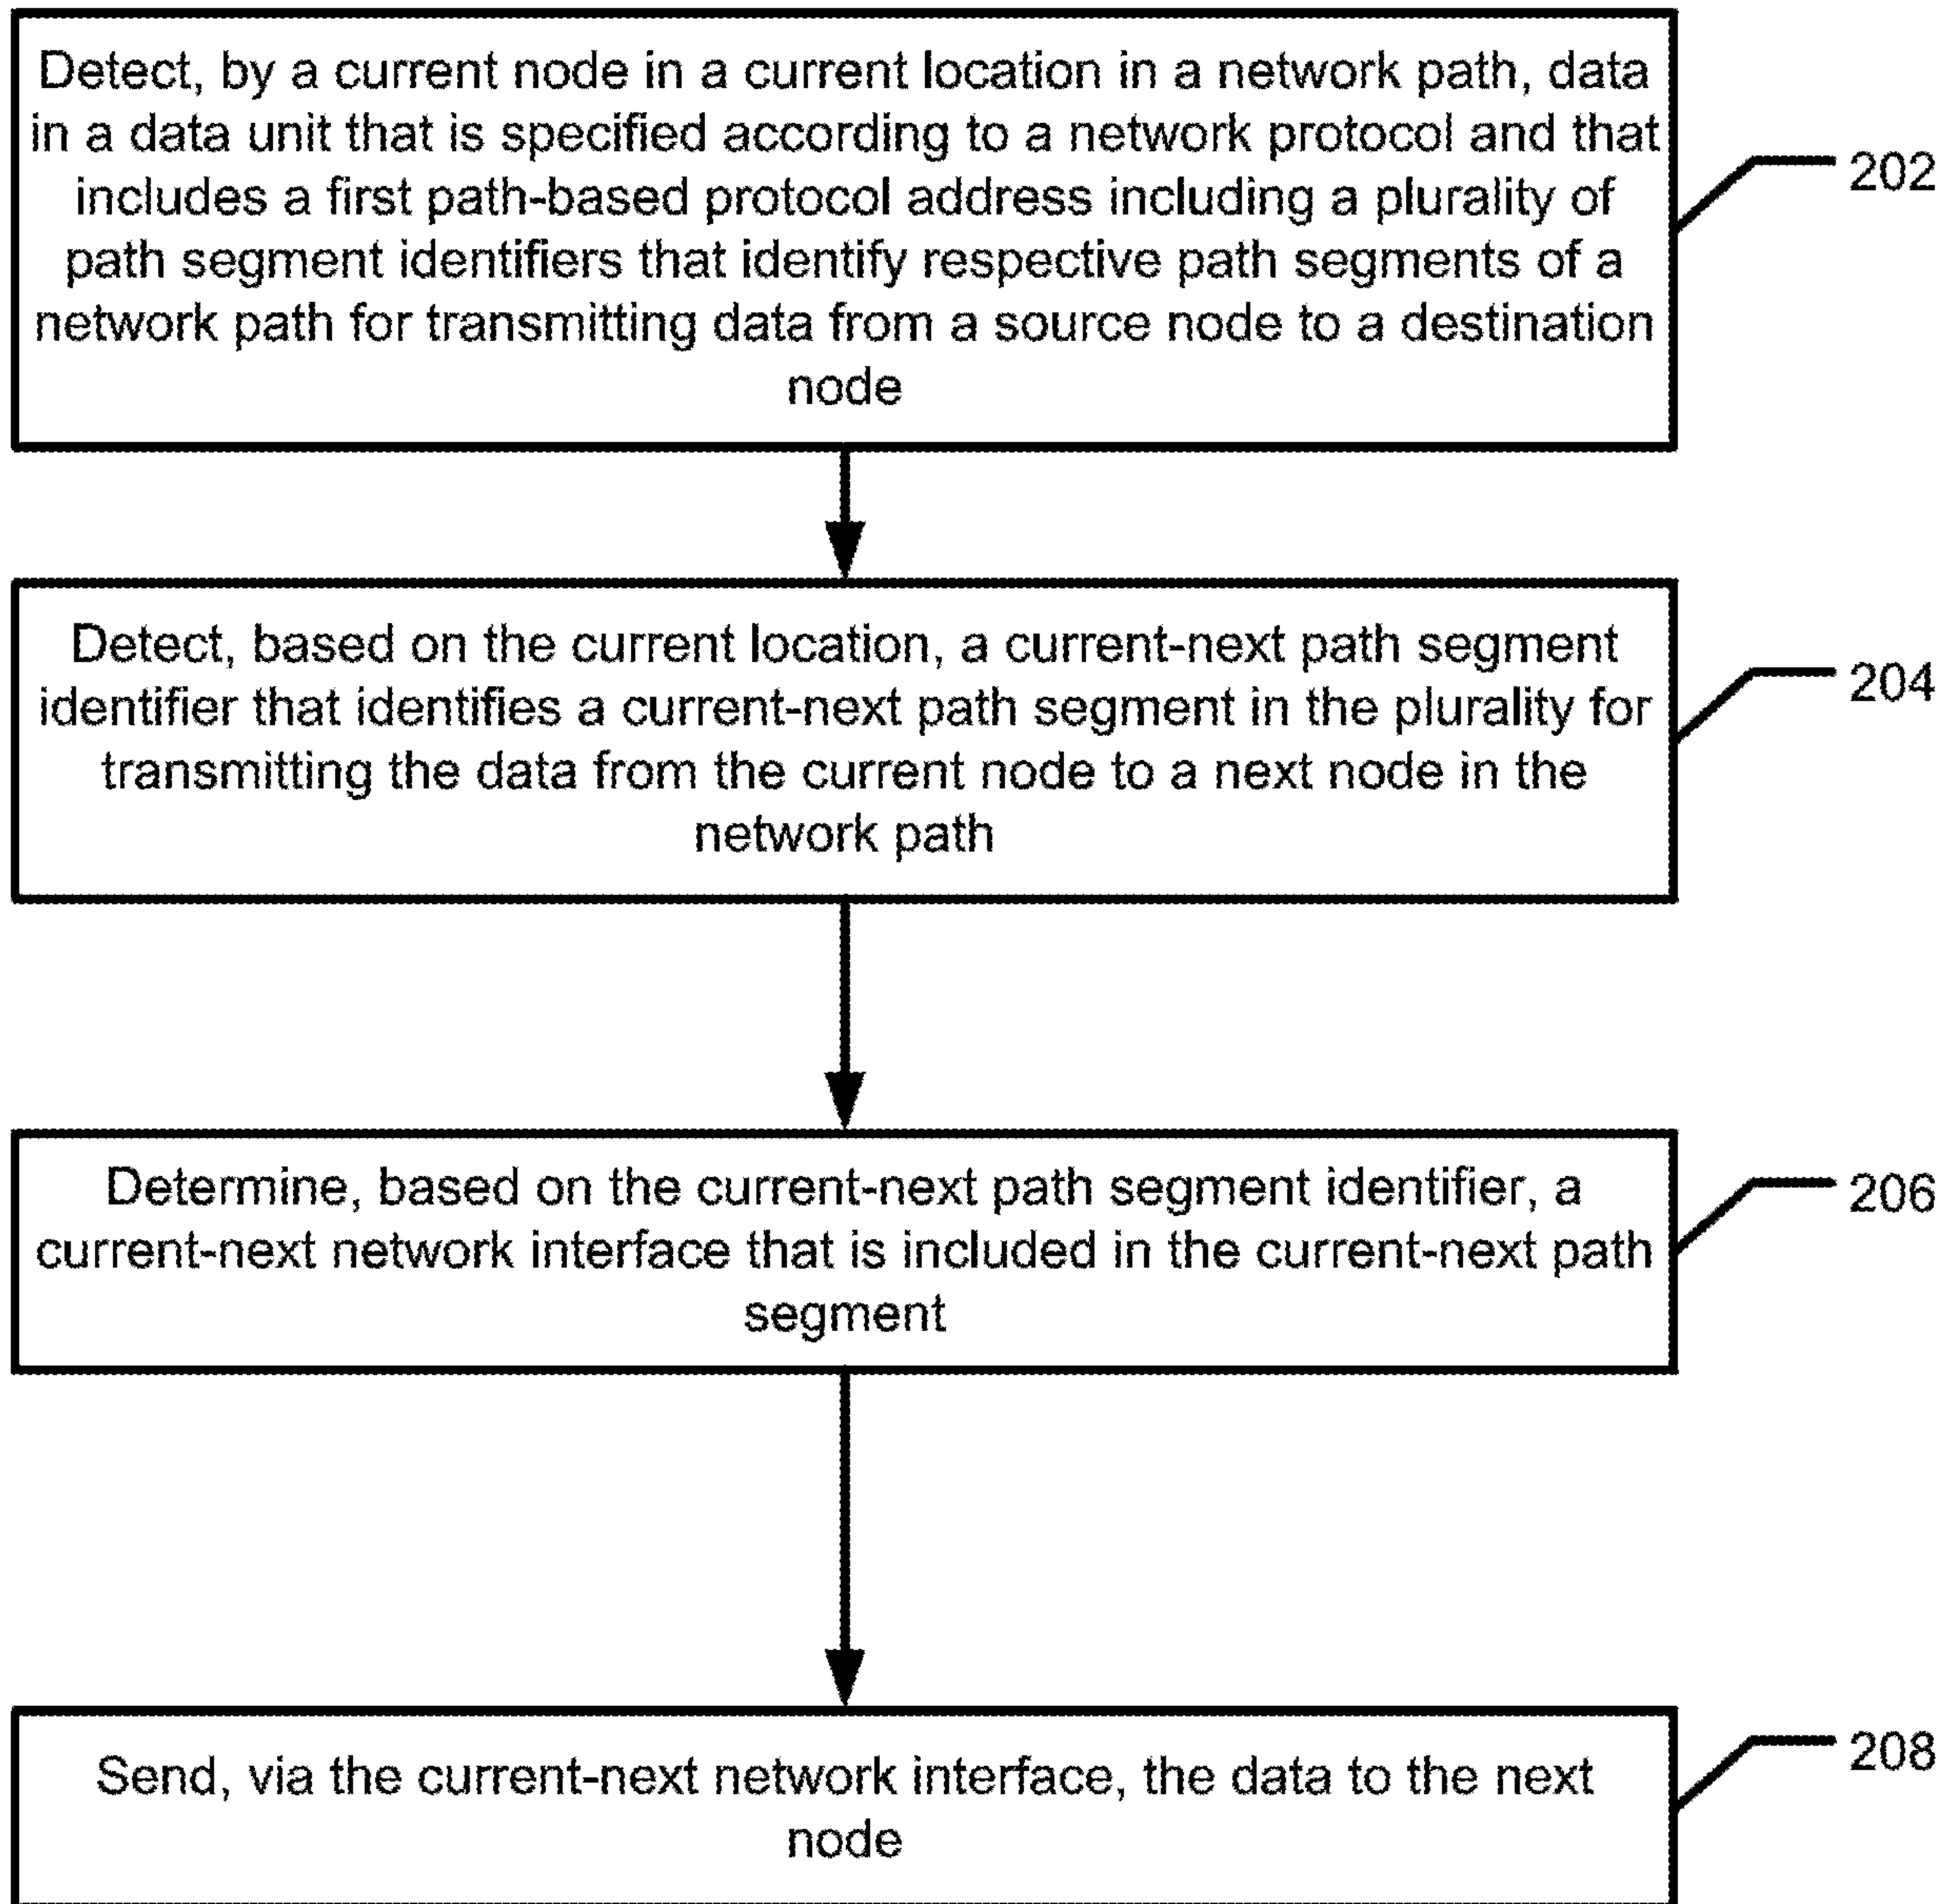 Detect, by a current node in a current location in a network path, data
in a data unit that is specified according to a network protocol and that
includes a first path-based protocol address including a plurality of
path segment identifiers that identify respective path segments of a
network path for transmitting data from a source node to a destination
node
202
Detect, based on the current location, a current-next path segment
identifier that identifies a current-next path segment in the plurality for
transmitting the data from the current node to a next node in the
network path
204
Determine, based on the current-next path segment identifier, a
current-next network interface that is included in the current-next path
segment
206
Send, via the current-next network interface, the data to the next
node
208